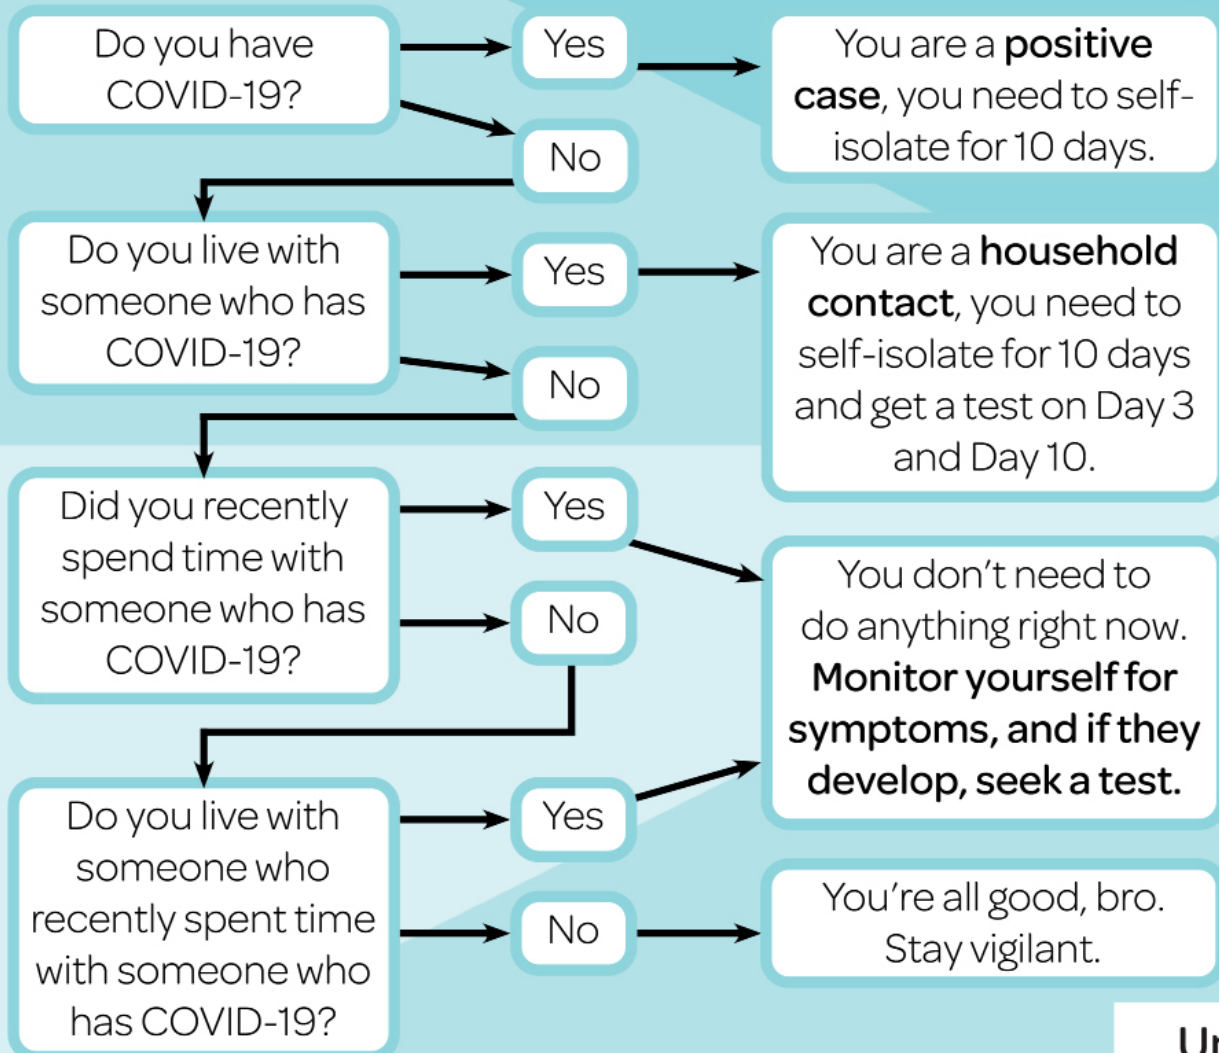 Do you have
COVID-19?
Yes
No
You are a positive
case, you need to self-
isolate for 10 days.
Do you live with
someone who has
COVID-19?
Yes
No
You are a household
contact, you need to
self-isolate for 10 days
and get a test on Day 3
and Day 10.
Did you recently
spend time with
someone who has
COVID-19?
Yes
No
You don't need to
do anything right now.
Monitor yourself for
symptoms, and if they
develop, seek a test.
Do you live with
someone who
recently spent time
with someone who
has COVID-19?
Yes
No
You're all good, bro.
Stay vigilant.